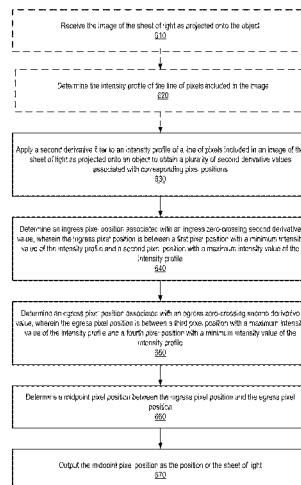 Receive the image of the sheet of light as projected onto the object
610
Determine the intensity profile of the line of pixels included in the image
620
Apply a second derivative filter to an intensity profile of a line of pixels included in an image of the
sheet of light as projected onto an object to obtain a plurality of second derivative values
associated with corresponding pixel positions
630
Determine an ingress pixel position associated with an ingress zero-crossing second derivative
value, wherein the ingress pixel position is between a first pixel position with a minimum intensity
value of the intensity profile and a second pixel position with a maximum intensity value of the
intensity profile
640
Determine an egress pixel position associated with an egress zero-crossing second derivative
value, wherein the egress pixel position is between a third pixel position with a maximum intensity
value of the intensity profile and a fourth pixel position with a minimum intensity value of the
intensity profile
650
Determine a midpoint pixel position between the ingress pixel position and the egress pixel
position
660
Output the midpoint pixel position as the position of the sheet of light
670